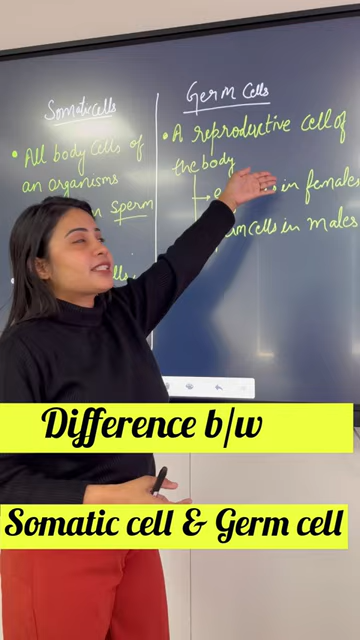 Somatic cells
• All body cells of
an organisms
sperm
Germ Cells
• A reproductive cell of
the body
in females
cells in males
Difference b/w
Somatic cell & Germ cell